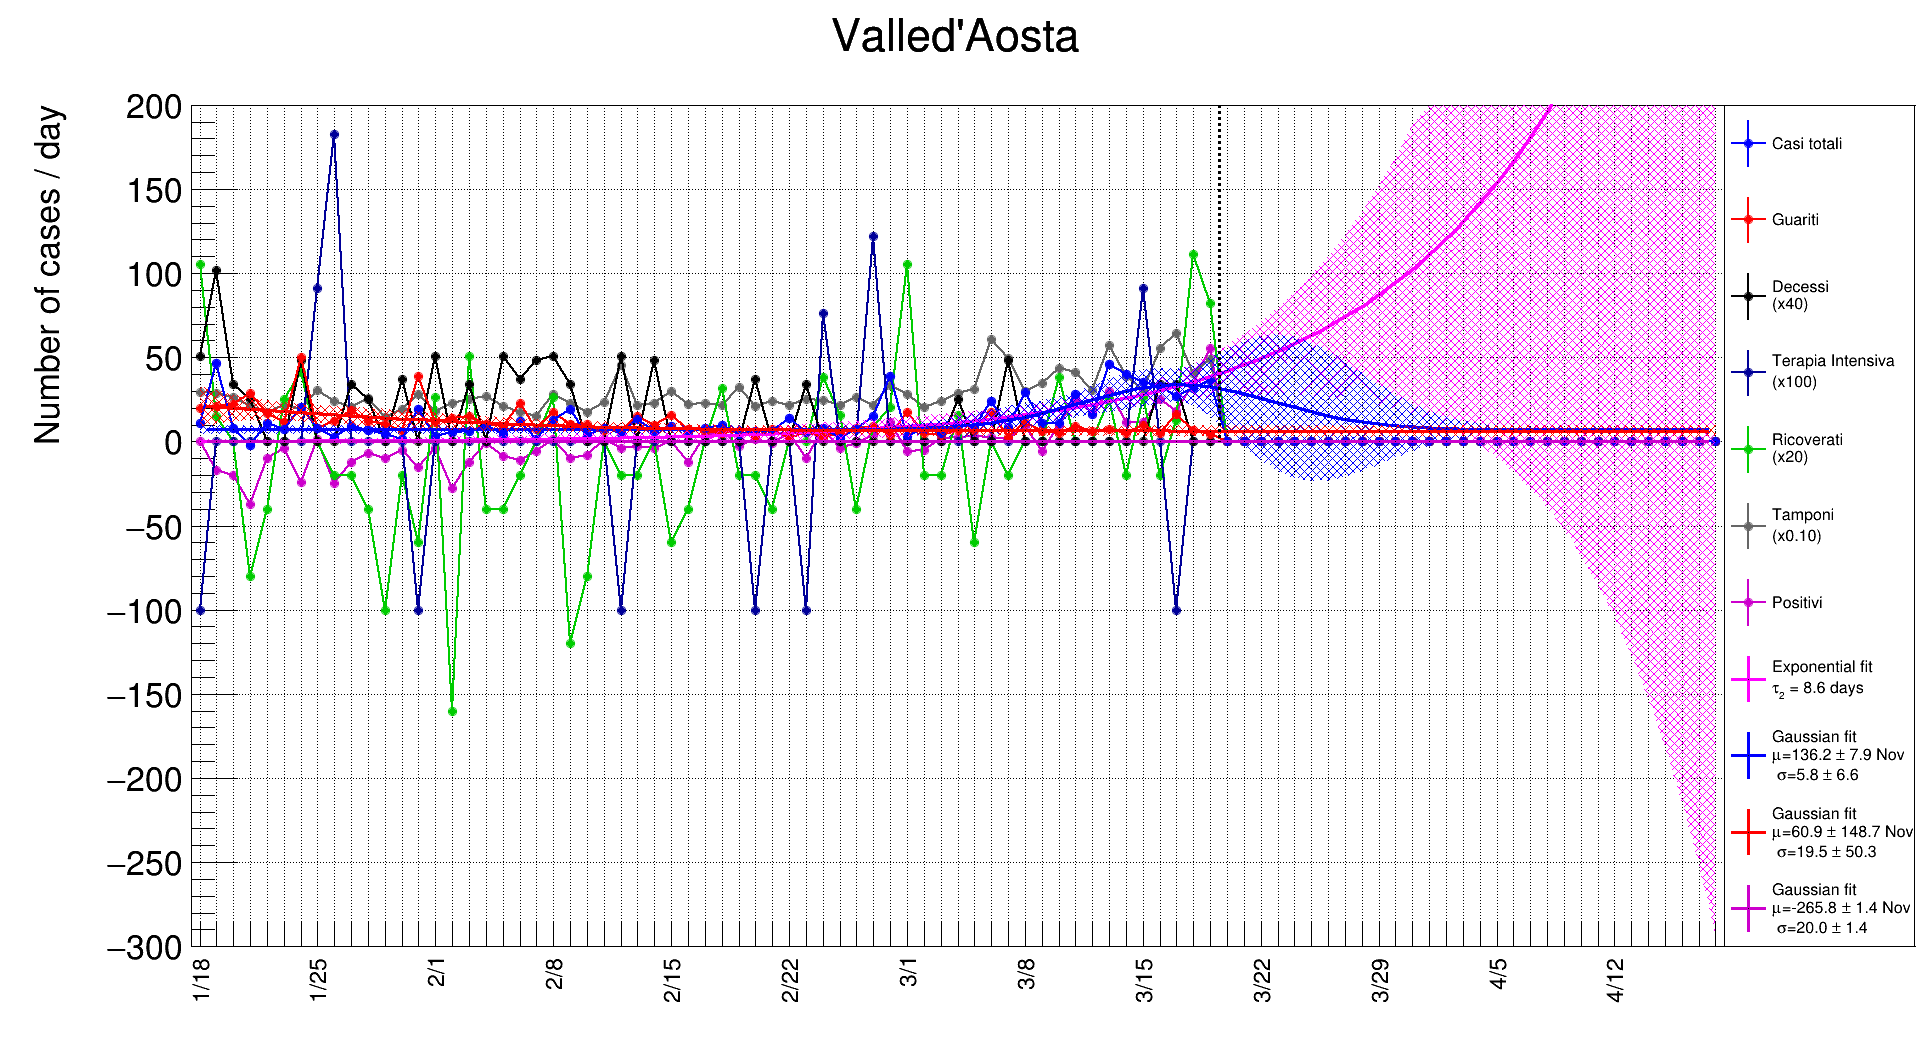 Valled'Aosta
Number of cases / day
200
150
100
50
0
−50
−100
−150
−200
−250
−300
1/18
1/25
2/1
2/8
2/15
2/22
3/1
3/8
3/15
3/22
3/29
4/5
4/12
Casi totali
Guariti
Decessi
(x40)
Terapia Intensiva
(x100)
Ricoverati
(x20)
Tamponi
(x0.10)
Positivi
Exponential fit
τ2 = 8.6 days
Gaussian fit
μ=136.2 ± 7.9 Nov
σ=5.8 ± 6.6
Gaussian fit
μ=60.9 ± 148.7 Nov
σ=19.5 ± 50.3
Gaussian fit
μ=-265.8 ± 1.4 Nov
σ=20.0 ± 1.4